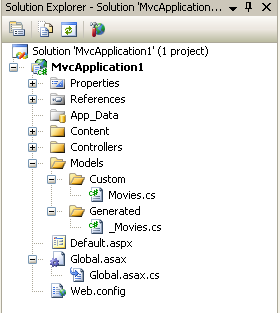 Solution Explorer - Solution 'MvcApplication...
Solution 'MvcApplication1' (1 project)
MvcApplication1
Properties
References
App_Data
Content
Controllers
Models
Custom
Movies.cs
Generated
_Movies.cs
Default.aspx
Global.asax
Global.asax.cs
Web.config